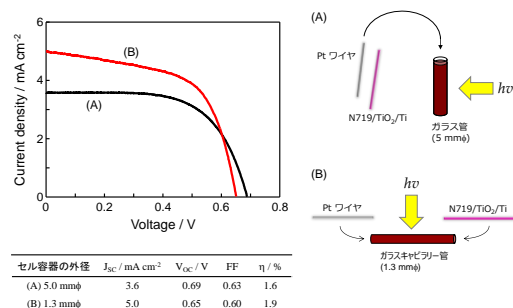 Current density / mA cm⁻²
6
4
2
0
0
0.2
0.4
0.6
0.8
Voltage / V
(B)
(A)
(A)
Pt ワイヤ
N719/TiO₂/Ti
hν
ガラス管
(5 mmϕ)
(B)
hν
Pt ワイヤ
N719/TiO₂/Ti
ガラスキャピラリー管
(1.3 mmϕ)
セル容器の外径 J_SC / mA cm⁻² V_OC / V FF η / %
(A) 5.0 mmϕ 3.6 0.69 0.63 1.6
(B) 1.3 mmϕ 5.0 0.65 0.60 1.9